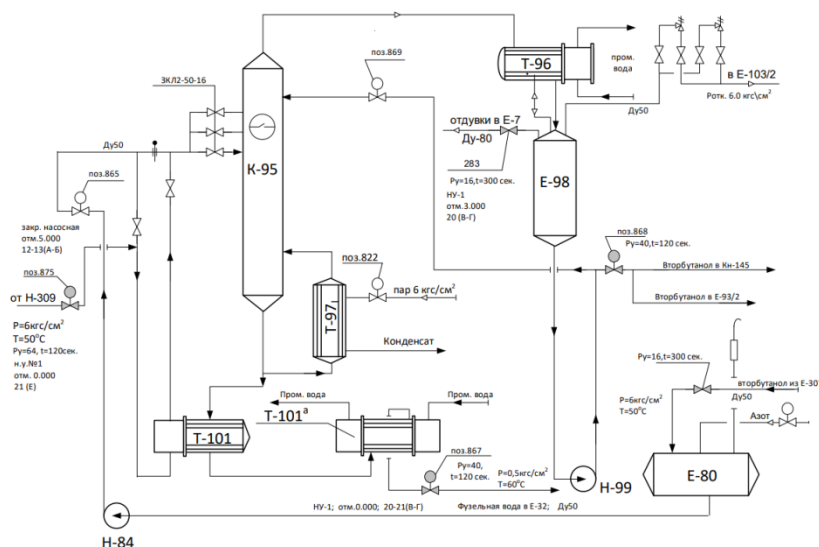 поз.869
ЗКЛ2-50-16
Т-96
пром.
вода
в Е-103/2
Pотк. 6.0 кгс\см²
Ду50
отдувки в Е-7
Ду-80
283
Ру=16,t=300 сек.
НУ-1
отм.3.000
20 (В-Г)
Е-98
Ду50
К-95
поз.865
закр. насосная
отм.5.000
12-13(А-Б)
поз.875
от Н-309
Р=6кгс/см²
Т=50°С
Ру=64, t=120сек.
н.у.№1
отм. 0.000
21 (Е)
поз.822
пар 6 кгс/см²
Т-97
Конденсат
поз.868
Ру=40,t=120 сек.
Вторбутанол в Кн-145
Вторбутанол в Е-93/2
Ру=16,t=300 сек.
вторбутанол из Е-30
Ду50
Р=6кгс/см²
Т=50°С
Азот
Пром. вода
Пром. вода
Т-101ª
Т-101
поз.867
Ру=40,
t=120 сек.
Р=0,5кгс/см²
Т=60°С
Н-99
Е-80
НУ-1; отм.0.000; 20-21(В-Г)
Фузельная вода в Е-32; Ду50
Н-84